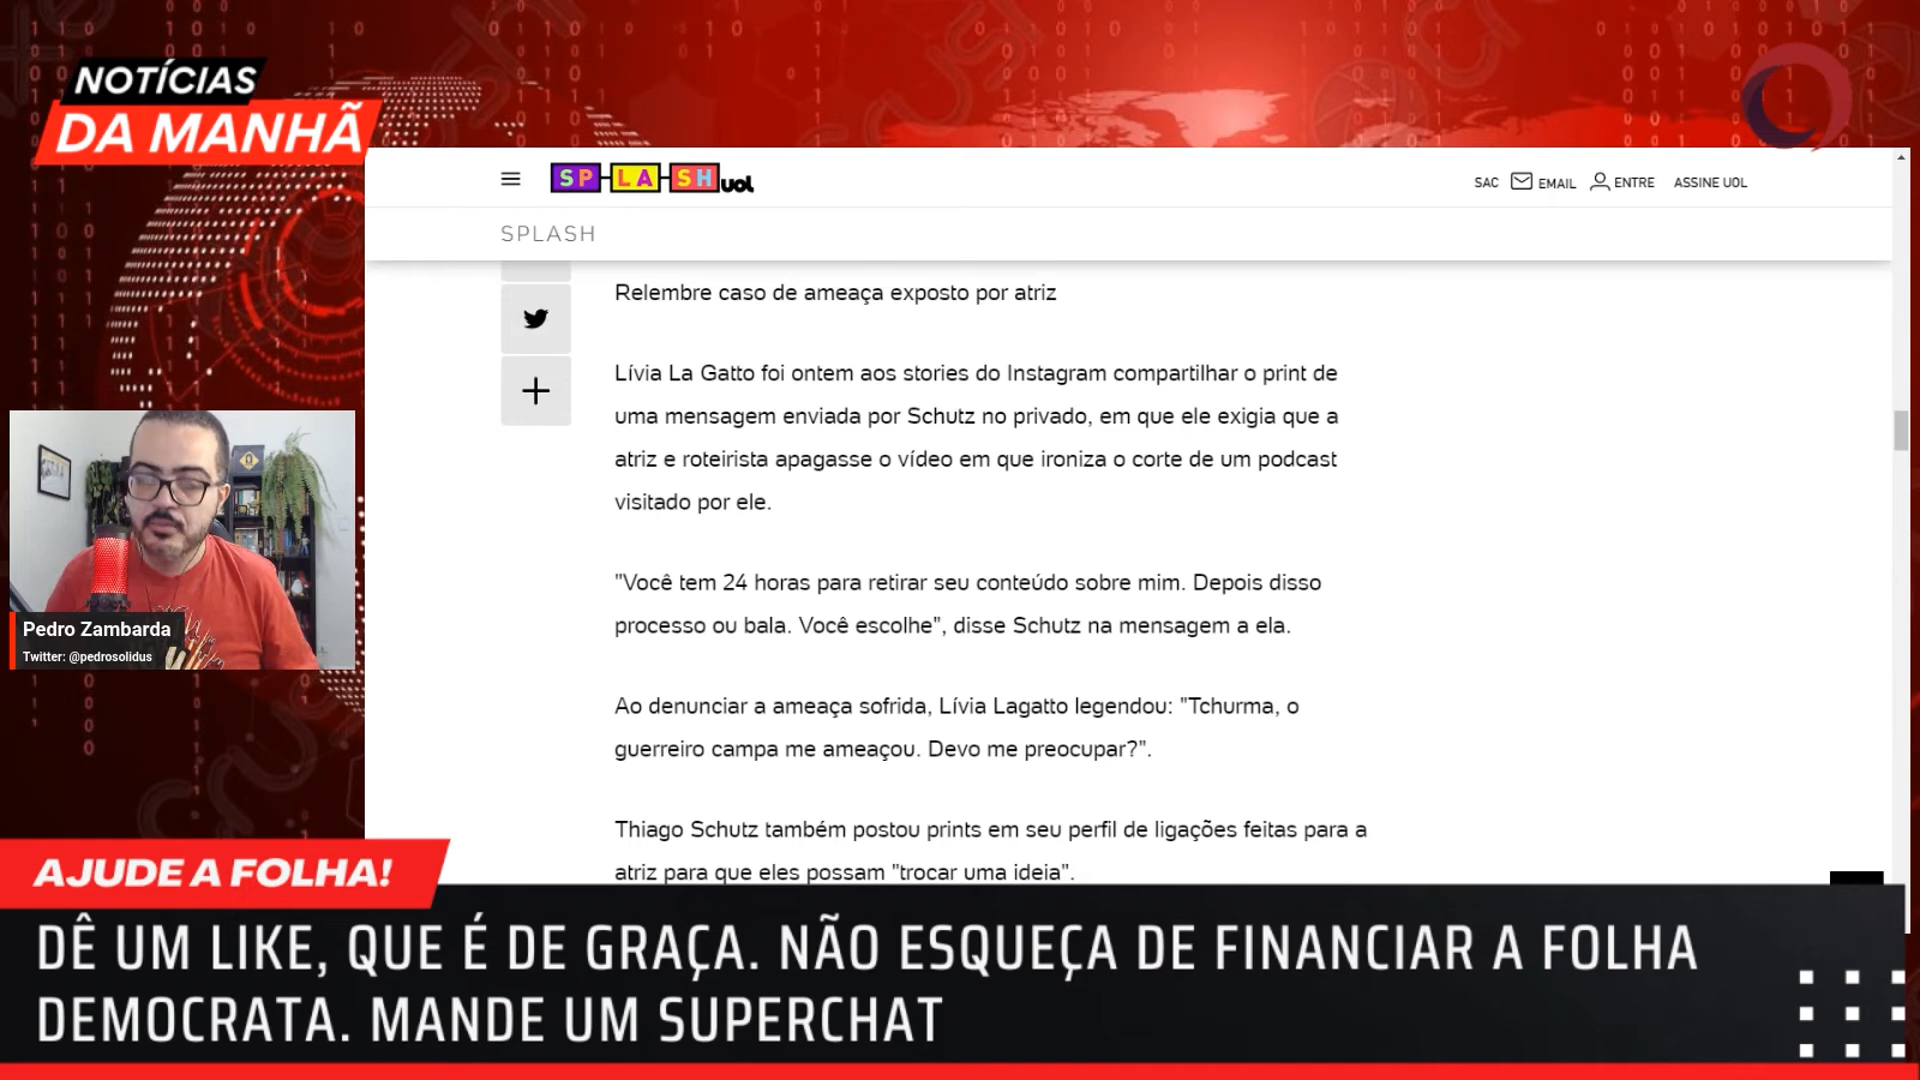 NOTÍCIAS
DA MANHÃ
SPLASH uol
SAC EMAIL ENTRE ASSINE UOL
SPLASH
Relembre caso de ameaça exposto por atriz
Lívia La Gatto foi ontem aos stories do Instagram compartilhar o print de
uma mensagem enviada por Schutz no privado, em que ele exigia que a
atriz e roteirista apagasse o vídeo em que ironiza o corte de um podcast
visitado por ele.
"Você tem 24 horas para retirar seu conteúdo sobre mim. Depois disso
processo ou bala. Você escolhe", disse Schutz na mensagem a ela.
Ao denunciar a ameaça sofrida, Lívia Lagatto legendou: "Tchurma, o
guerreiro campa me ameaçou. Devo me preocupar?".
Thiago Schutz também postou prints em seu perfil de ligações feitas para a
atriz para que eles possam "trocar uma ideia".
Pedro Zambarda
Twitter: @pedrosolidus
AJUDE A FOLHA!
DÊ UM LIKE, QUE É DE GRAÇA. NÃO ESQUEÇA DE FINANCIAR A FOLHA
DEMOCRATA. MANDE UM SUPERCHAT